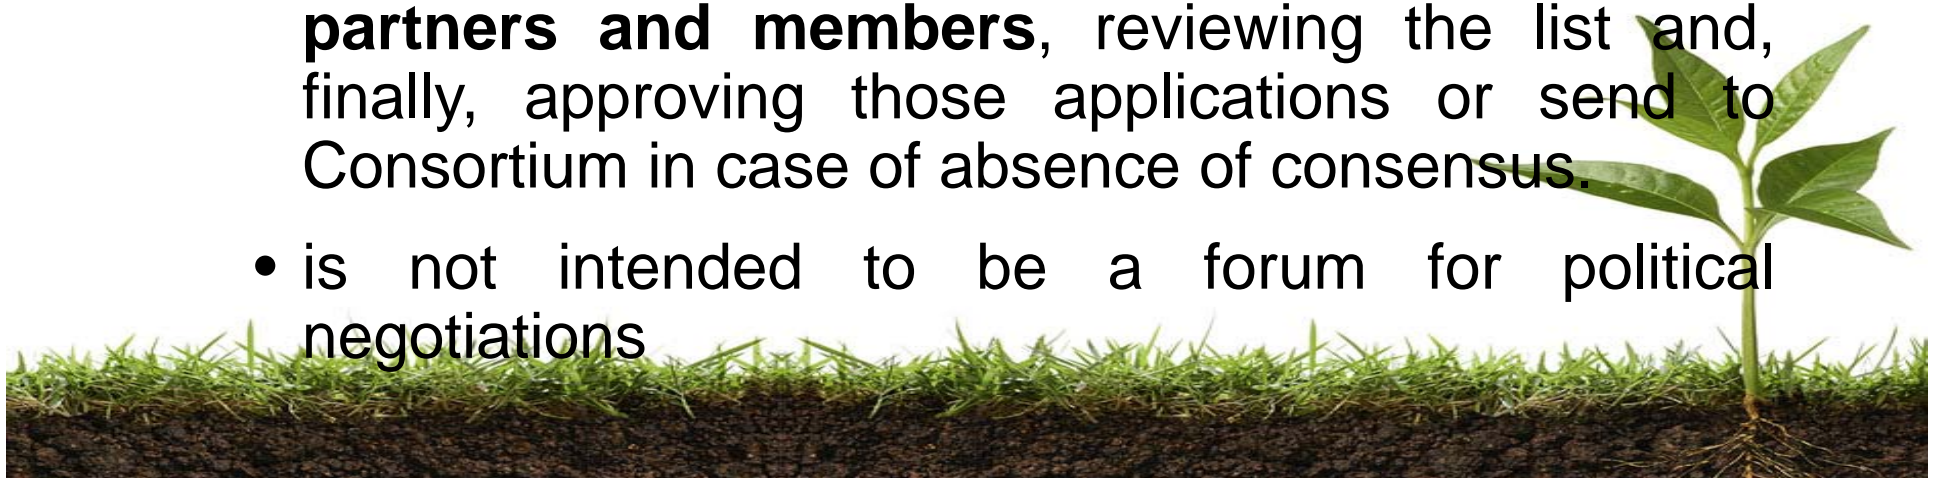 partners and members, reviewing the list and,
finally, approving those applications or send to
Consortium in case of absence of consensus.
• is not intended to be a forum for political
negotiations